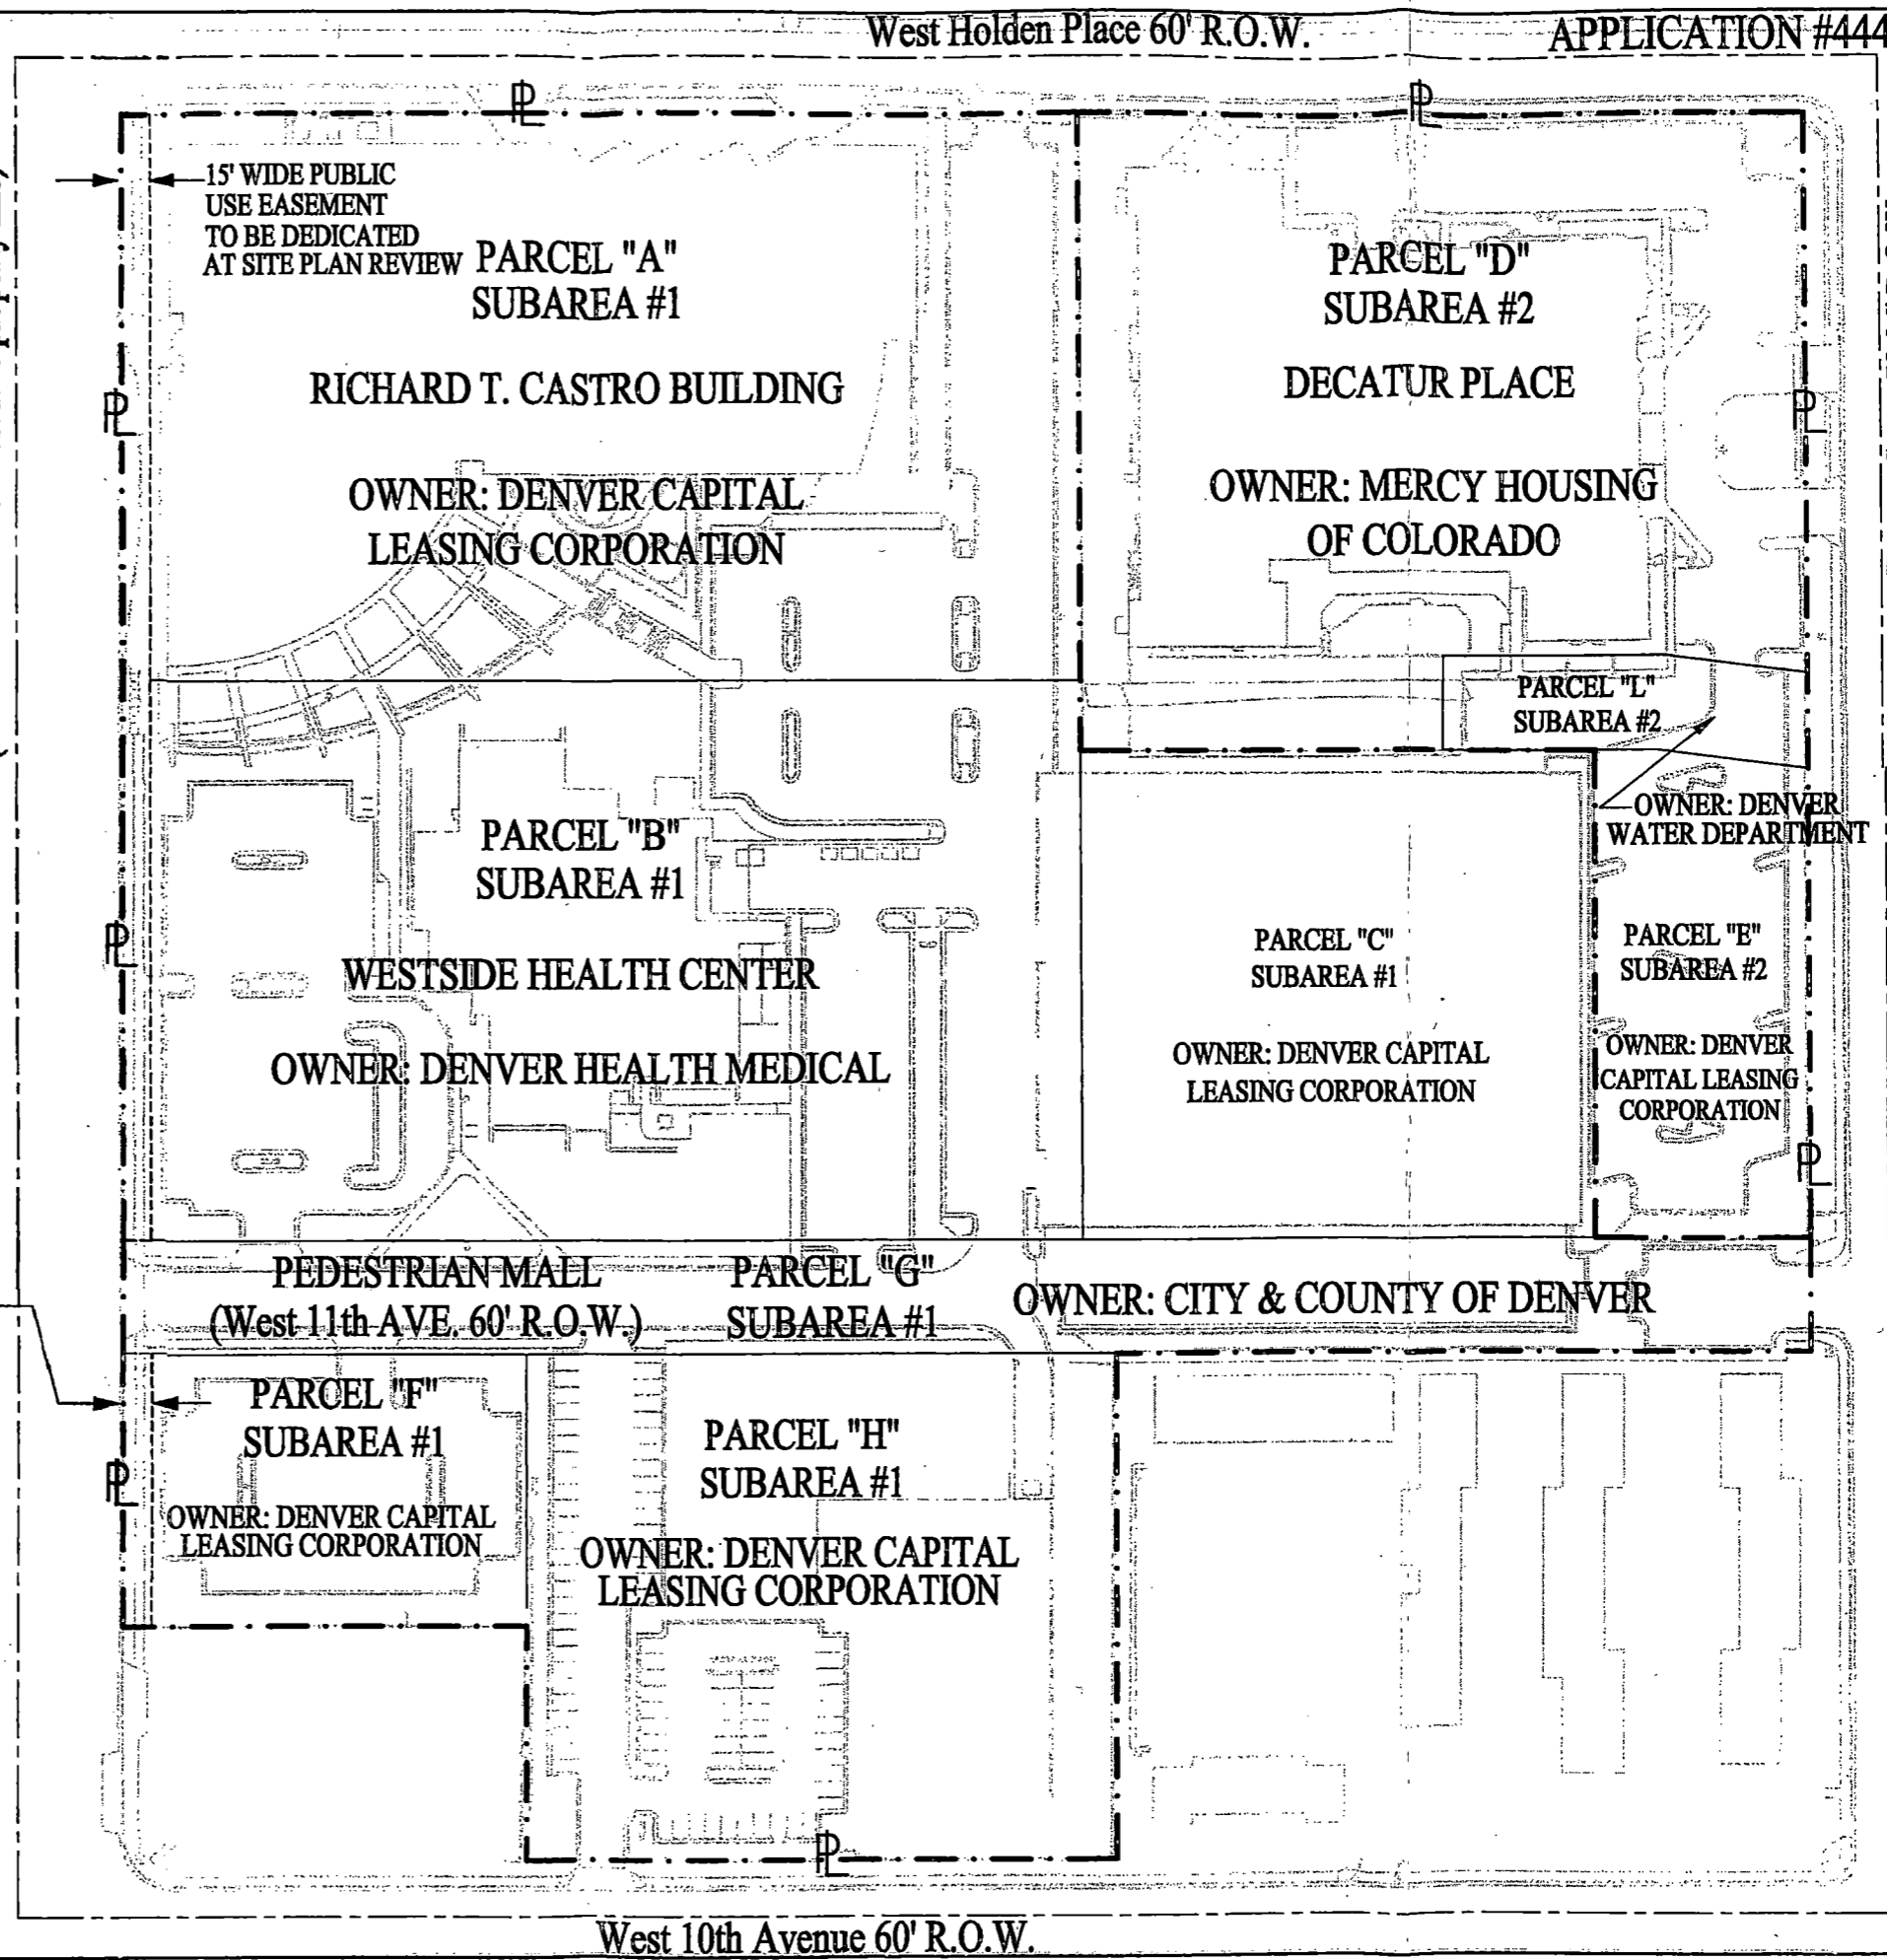 West Holden Place 60' R.O.W.
APPLICATION #444
15' WIDE PUBLIC
USE EASEMENT
TO BE DEDICATED
AT SITE PLAN REVIEW
PARCEL "A"
SUBAREA #1
RICHARD T. CASTRO BUILDING
OWNER: DENVER CAPITAL
LEASING CORPORATION
PARCEL "D"
SUBAREA #2
DECATUR PLACE
OWNER: MERCY HOUSING
OF COLORADO
PARCEL "L"
SUBAREA #2
OWNER: DENVER
WATER DEPARTMENT
PARCEL "B"
SUBAREA #1
WESTSIDE HEALTH CENTER
OWNER: DENVER HEALTH MEDICAL
PARCEL "C"
SUBAREA #1
OWNER: DENVER CAPITAL
LEASING CORPORATION
PARCEL "E"
SUBAREA #2
OWNER: DENVER
CAPITAL LEASING
CORPORATION
PEDESTRIAN MALL
(West 11th AVE. 60' R.O.W.)
PARCEL "G"
SUBAREA #1
OWNER: CITY & COUNTY OF DENVER
PARCEL "F"
SUBAREA #1
OWNER: DENVER CAPITAL
LEASING CORPORATION
PARCEL "H"
SUBAREA #1
OWNER: DENVER CAPITAL
LEASING CORPORATION
West 10th Avenue 60' R.O.W.